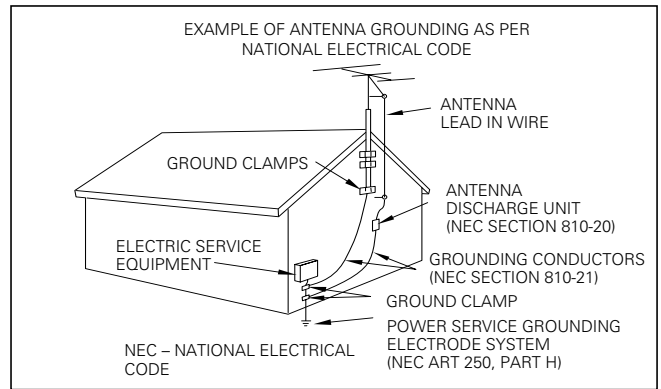 EXAMPLE OF ANTENNA GROUNDING AS PER
NATIONAL ELECTRICAL CODE
ANTENNA
LEAD IN WIRE
GROUND CLAMPS
ANTENNA
DISCHARGE UNIT
(NEC SECTION 810-20)
ELECTRIC SERVICE
EQUIPMENT
GROUNDING CONDUCTORS
(NEC SECTION 810-21)
GROUND CLAMP
POWER SERVICE GROUNDING
ELECTRODE SYSTEM
(NEC ART 250, PART H)
NEC – NATIONAL ELECTRICAL
CODE